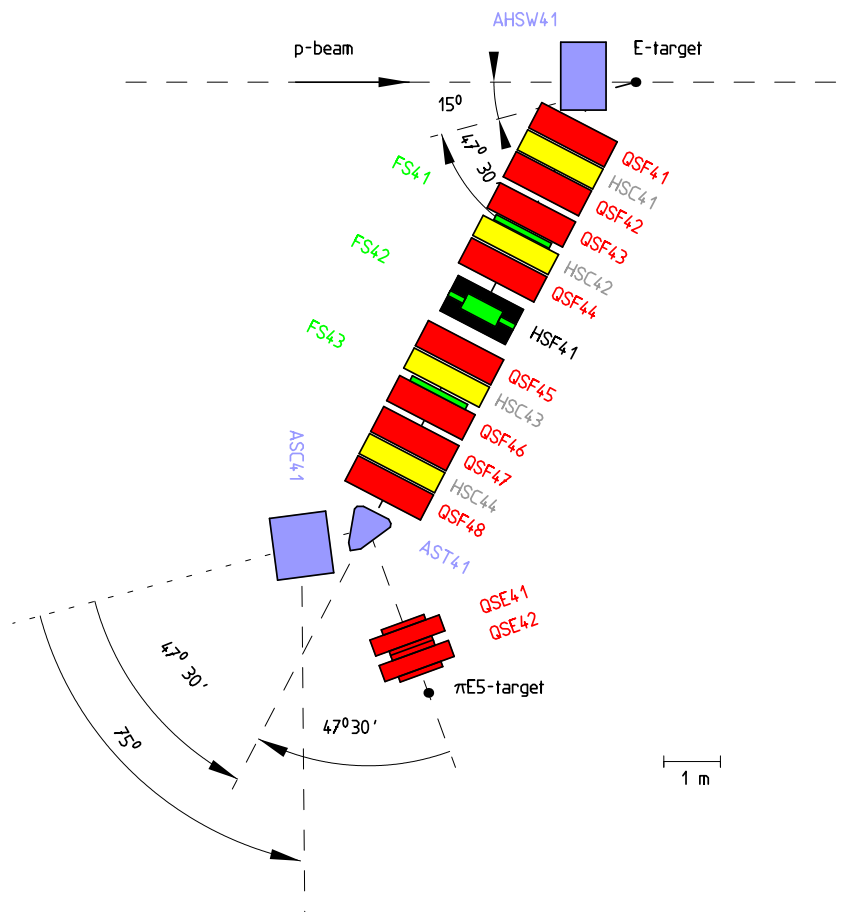 AHSW41
p-beam
E-target
15⁰
47⁰ 30′
FS41
QSF41
HSC41
QSF42
FS42
QSF43
HSC42
QSF44
FS43
HSF41
QSF45
HSC43
QSF46
ASC41
QSF47
HSC44
QSF48
AST41
QSE41
QSE42
47⁰ 30′
πE5-target
75⁰
47⁰30′
1 m